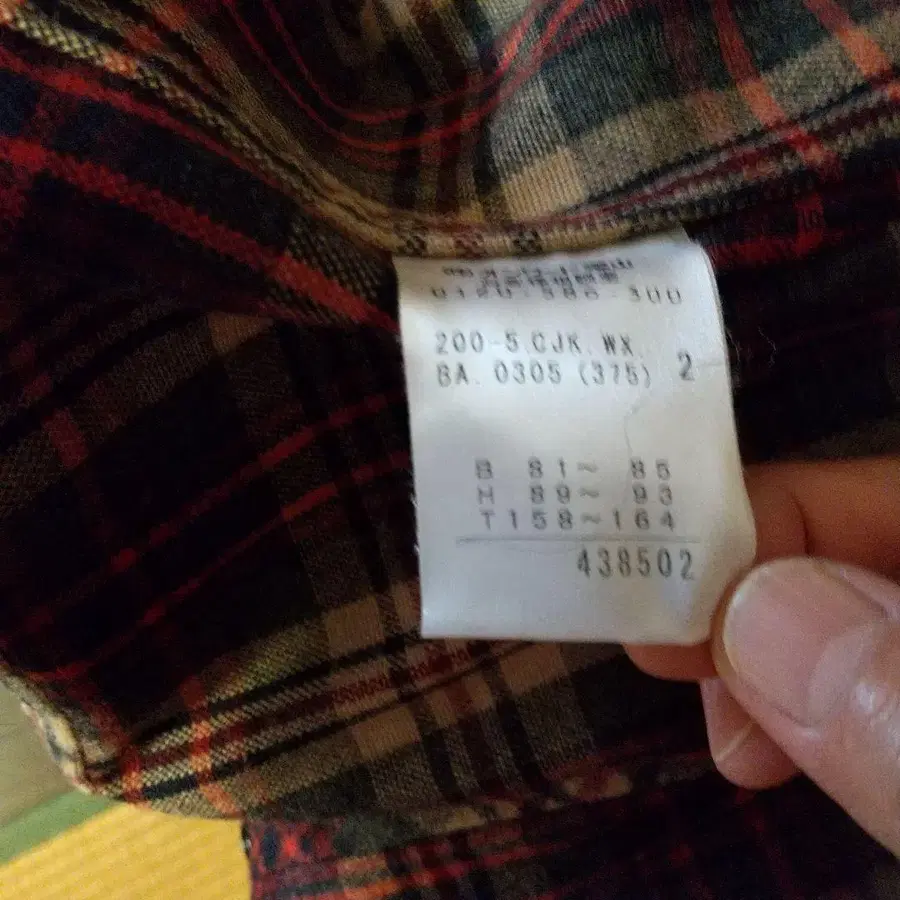 0120-586-300
200-5.CJK.WX.
BA. 0305 (375) 2
B 81~ 85
H 89~ 93
T158~164
438502